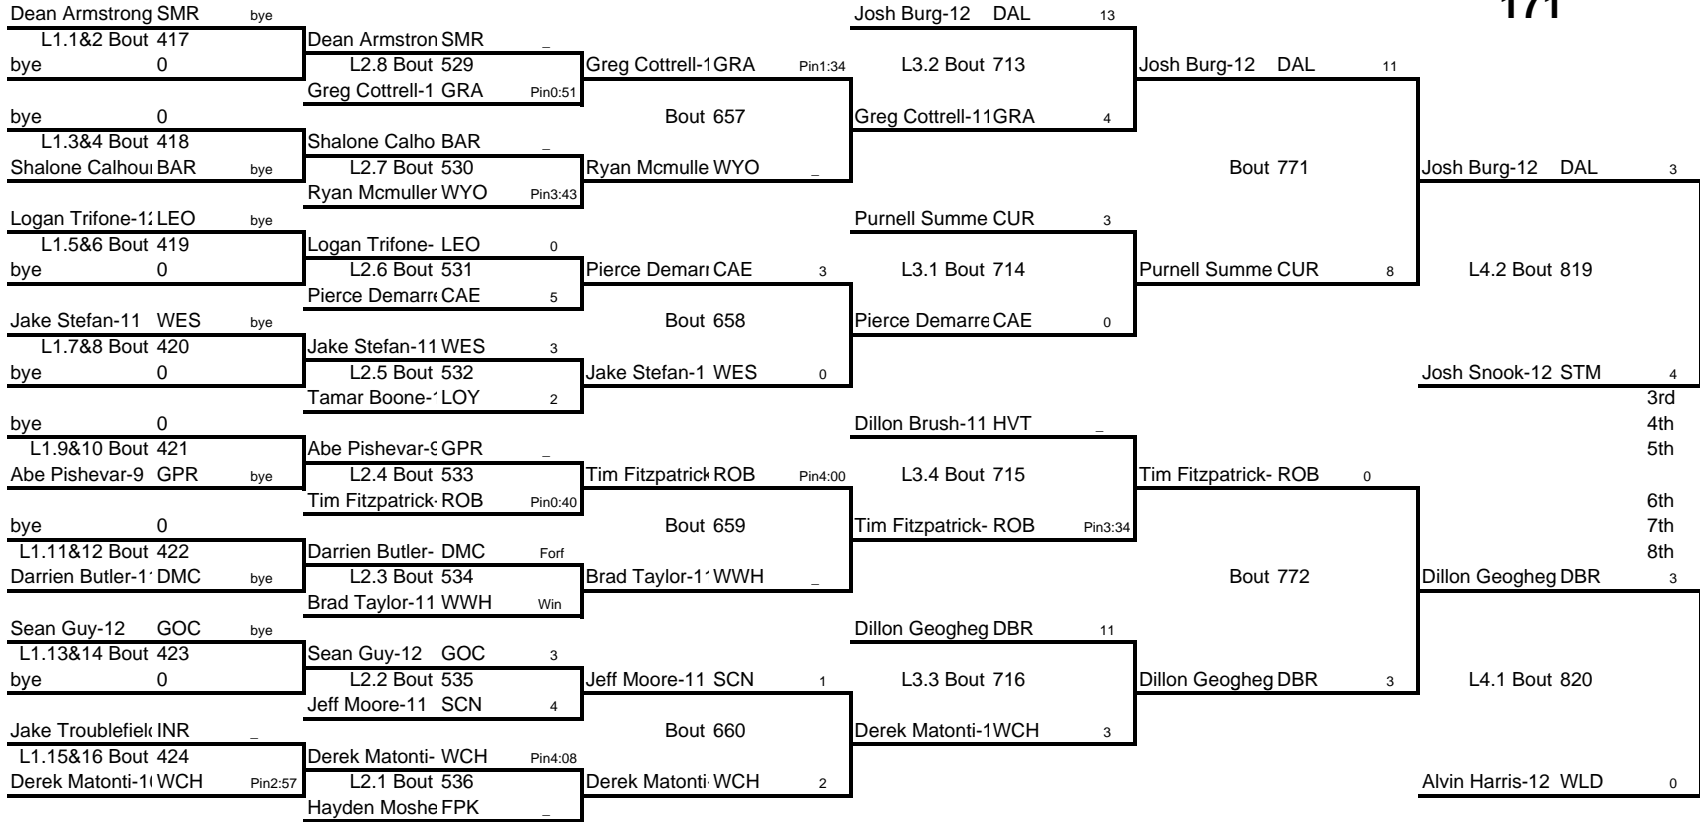 171
Dean Armstrong SMR bye
L1.1&2 Bout 417
bye 0
bye 0
L1.3&4 Bout 418
Shalone Calhou BAR bye
Logan Trifone-12 LEO bye
L1.5&6 Bout 419
bye 0
Jake Stefan-11 WES bye
L1.7&8 Bout 420
bye 0
bye 0
L1.9&10 Bout 421
Abe Pishevar-9 GPR bye
bye 0
L1.11&12 Bout 422
Darrien Butler-1 DMC bye
Sean Guy-12 GOC bye
L1.13&14 Bout 423
bye 0
Jake Troublefield INR _
L1.15&16 Bout 424
Derek Matonti-1 WCH Pin2:57
Dean Armstron SMR _
L2.8 Bout 529
Greg Cottrell-1 GRA Pin0:51
Shalone Calho BAR _
L2.7 Bout 530
Ryan Mcmuller WYO Pin3:43
Logan Trifone- LEO 0
L2.6 Bout 531
Pierce Demarre CAE 5
Jake Stefan-11 WES 3
L2.5 Bout 532
Tamar Boone- LOY 2
Abe Pishevar-9 GPR _
L2.4 Bout 533
Tim Fitzpatrick- ROB Pin0:40
Darrien Butler- DMC Forf
L2.3 Bout 534
Brad Taylor-11 WWH Win
Sean Guy-12 GOC 3
L2.2 Bout 535
Jeff Moore-11 SCN 4
Derek Matonti- WCH Pin4:08
L2.1 Bout 536
Hayden Moshe FPK _
Greg Cottrell-1 GRA Pin1:34
Bout 657
Ryan Mcmulle WYO _
Pierce Demarr CAE 3
Bout 658
Jake Stefan-1 WES 0
Tim Fitzpatrick ROB Pin4:00
Bout 659
Brad Taylor-1 WWH _
Jeff Moore-11 SCN 1
Bout 660
Derek Matonti WCH 2
Josh Burg-12 DAL 13
L3.2 Bout 713
Greg Cottrell-11 GRA 4
Purnell Summe CUR 3
L3.1 Bout 714
Pierce Demarre CAE 0
Dillon Brush-11 HVT _
L3.4 Bout 715
Tim Fitzpatrick- ROB Pin3:34
Dillon Geogheg DBR 11
L3.3 Bout 716
Derek Matonti-1 WCH 3
Josh Burg-12 DAL 11
Bout 771
Purnell Summe CUR 8
Tim Fitzpatrick- ROB 0
Bout 772
Dillon Geogheg DBR 3
Josh Burg-12 DAL 3
L4.2 Bout 819
Josh Snook-12 STM 4
3rd
4th
5th
6th
7th
8th
Dillon Geogheg DBR 3
L4.1 Bout 820
Alvin Harris-12 WLD 0